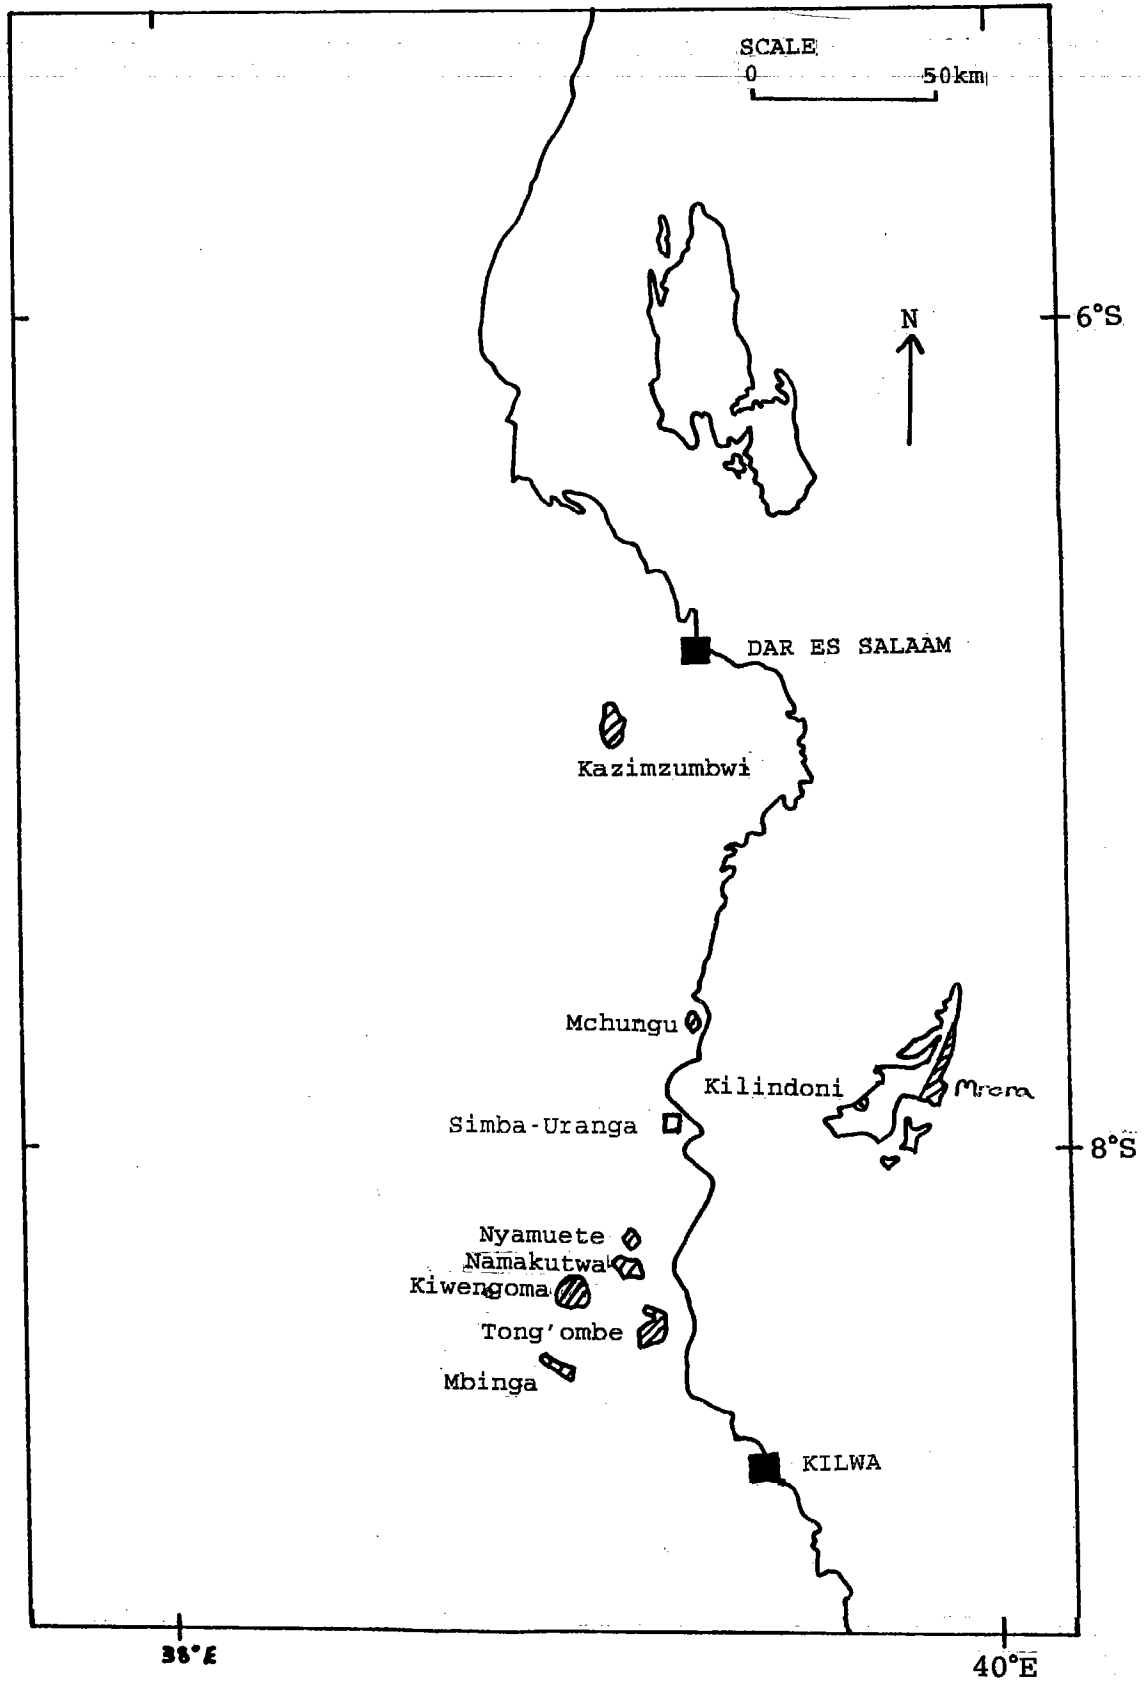 SCALE
0 50km
N
6°S
DAR ES SALAAM
Kazimzumbwi
Mchungu
Kilindoni
Mrora
Simba-Uranga
8°S
Nyamuete
Namakutwa
Kiwengoma
Tong'ombe
Mbinga
KILWA
38°E
40°E